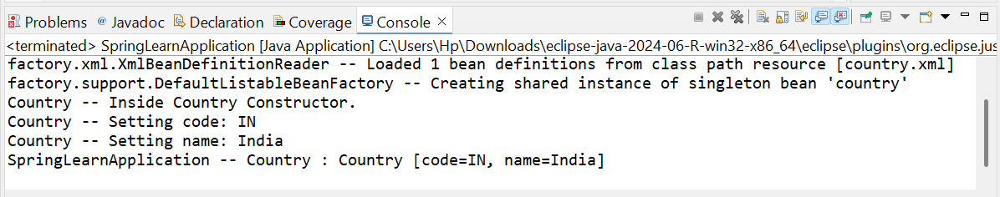 Problems @ Javadoc Declaration Coverage Console
<terminated> SpringLearnApplication [Java Application] C:\Users\Hp\Downloads\eclipse-java-2024-06-R-win32-x86_64\eclipse\plugins\org.eclipse.jus
factory.xml.XmlBeanDefinitionReader -- Loaded 1 bean definitions from class path resource [country.xml]
factory.support.DefaultListableBeanFactory -- Creating shared instance of singleton bean 'country'
Country -- Inside Country Constructor.
Country -- Setting code: IN
Country -- Setting name: India
SpringLearnApplication -- Country : Country [code=IN, name=India]